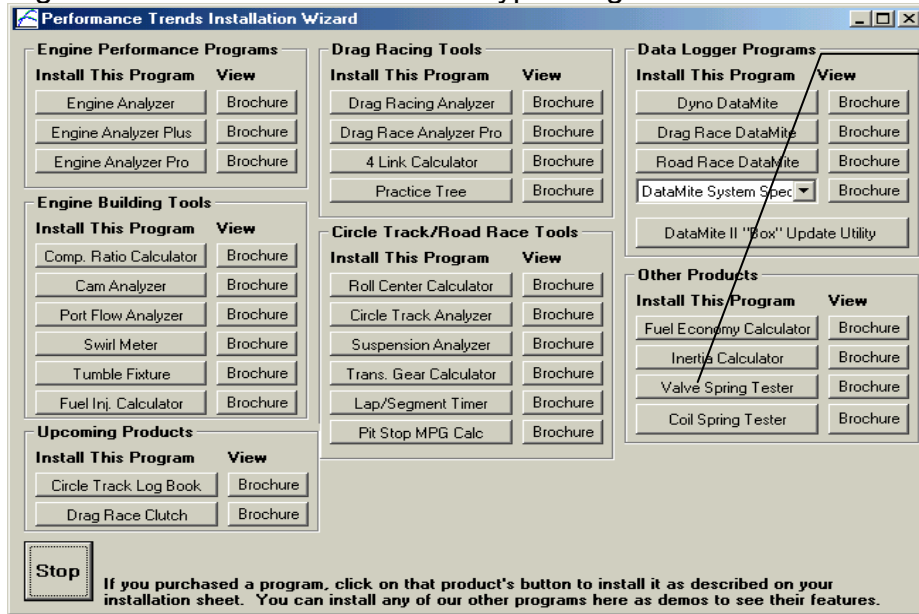 Performance Trends Installation Wizard
Engine Performance Programs
Install This Program View
Engine Analyzer Brochure
Engine Analyzer Plus Brochure
Engine Analyzer Pro Brochure
Engine Building Tools
Install This Program View
Comp. Ratio Calculator Brochure
Cam Analyzer Brochure
Port Flow Analyzer Brochure
Swirl Meter Brochure
Tumble Fixture Brochure
Fuel Inj. Calculator Brochure
Upcoming Products
Install This Program View
Circle Track Log Book Brochure
Drag Race Clutch Brochure
Drag Racing Tools
Install This Program View
Drag Racing Analyzer Brochure
Drag Race Analyzer Pro Brochure
4 Link Calculator Brochure
Practice Tree Brochure
Circle Track/Road Race Tools
Install This Program View
Roll Center Calculator Brochure
Circle Track Analyzer Brochure
Suspension Analyzer Brochure
Trans. Gear Calculator Brochure
Lap/Segment Timer Brochure
Pit Stop MPG Calc Brochure
Data Logger Programs
Install This Program View
Dyno DataMite Brochure
Drag Race DataMite Brochure
Road Race DataMite Brochure
DataMite System Spec Brochure
DataMite II "Box" Update Utility
Other Products
Install This Program View
Fuel Economy Calculator Brochure
Inertia Calculator Brochure
Valve Spring Tester Brochure
Coil Spring Tester Brochure
Stop
If you purchased a program, click on that product's button to install it as described on your
installation sheet. You can install any of our other programs here as demos to see their features.